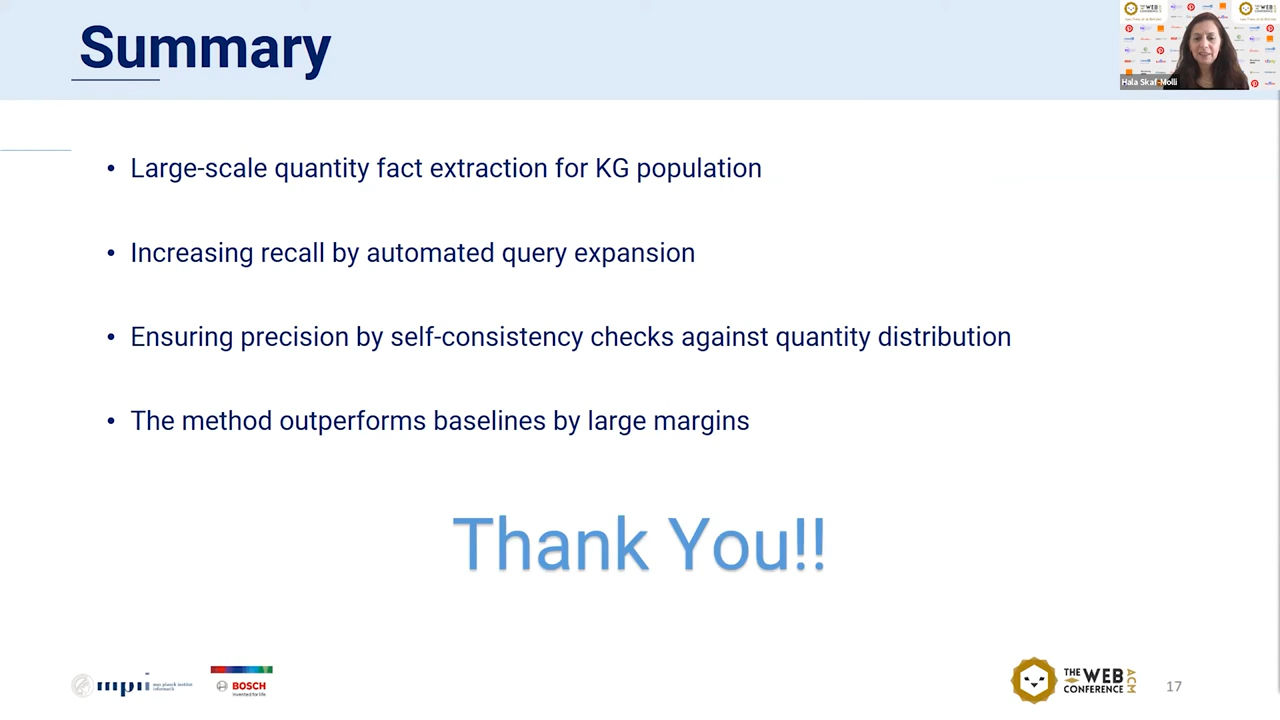 Summary
Hala Skaf-Molli
• Large-scale quantity fact extraction for KG population
• Increasing recall by automated query expansion
• Ensuring precision by self-consistency checks against quantity distribution
• The method outperforms baselines by large margins
Thank You!!
mpii max planck institut
informatik
BOSCH
Invented for life
THE WEB
CONFERENCE
ACM
17